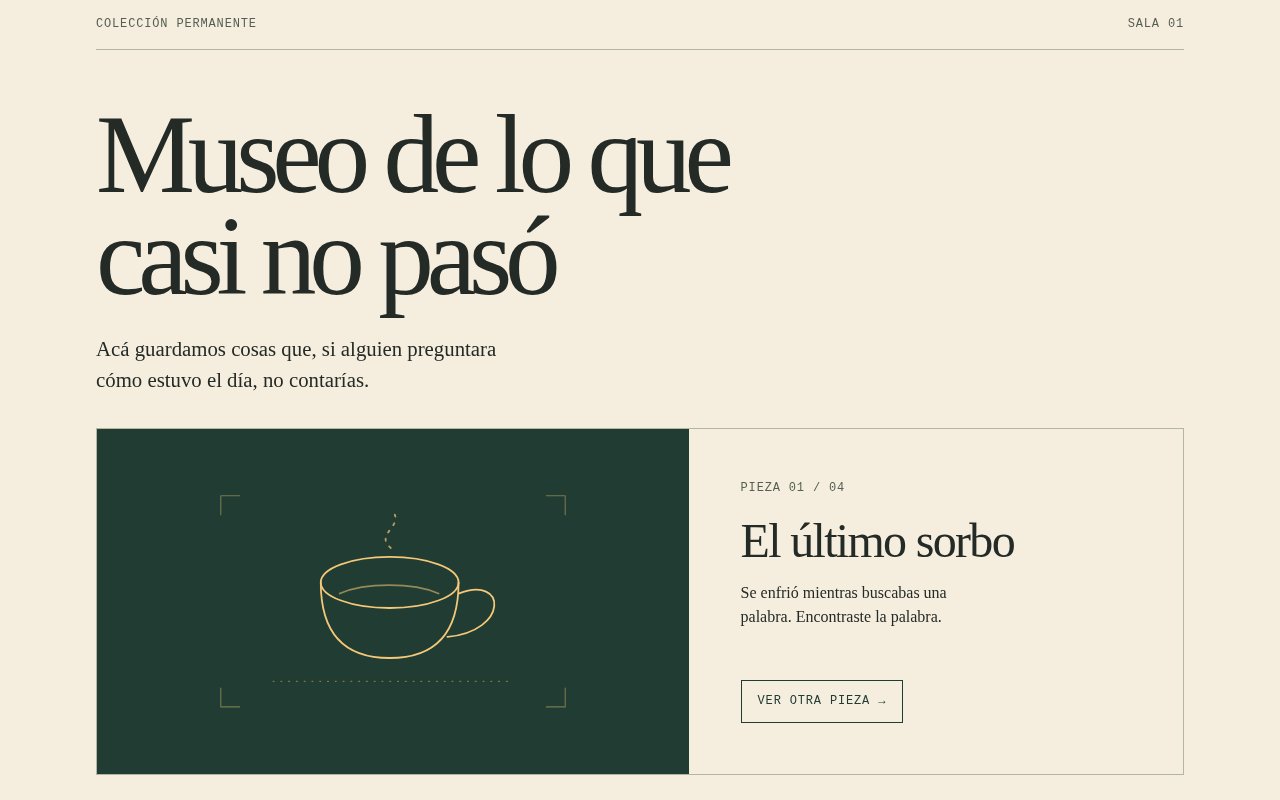 COLECCIÓN PERMANENTE
SALA 01
Museo de lo que
casi no pasó
Acá guardamos cosas que, si alguien preguntara
cómo estuvo el día, no contarías.
PIEZA 01 / 04
El último sorbo
Se enfrió mientras buscabas una
palabra. Encontraste la palabra.
VER OTRA PIEZA →